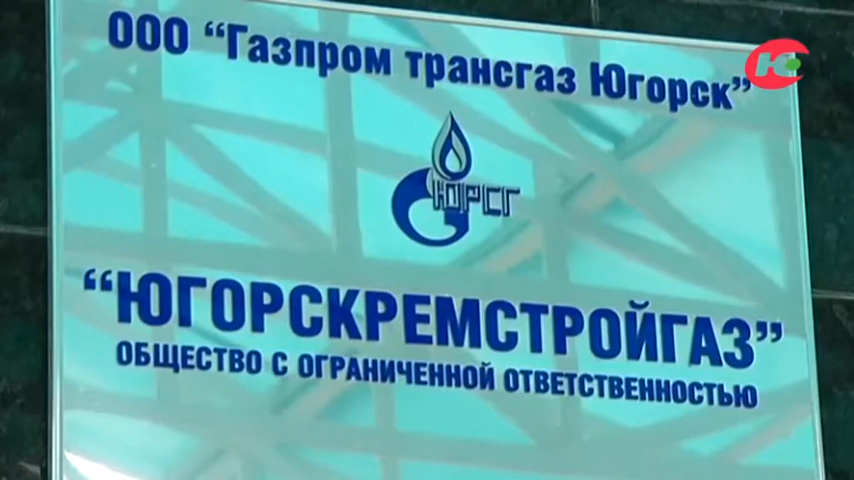 ООО “Газпром трансгаз Югорск”
Ю
ЮРСГ
“ЮГОРСКРЕМСТРОЙГАЗ”
ОБЩЕСТВО С ОГРАНИЧЕННОЙ ОТВЕТСТВЕННОСТЬЮ